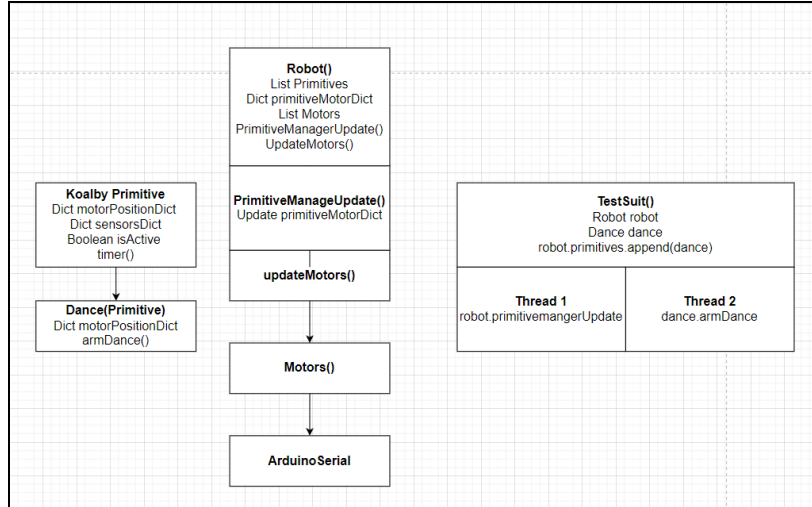 Robot()
List Primitives
Dict primitiveMotorDict
List Motors
PrimitiveManagerUpdate()
UpdateMotors()
PrimitiveManageUpdate()
Update primitiveMotorDict
updateMotors()
Motors()
ArduinoSerial
Koalby Primitive
Dict motorPositionDict
Dict sensorsDict
Boolean isActive
timer()
Dance(Primitive)
Dict motorPositionDict
armDance()
TestSuit()
Robot robot
Dance dance
robot.primitives.append(dance)
Thread 1
robot.primitivemangerUpdate
Thread 2
dance.armDance